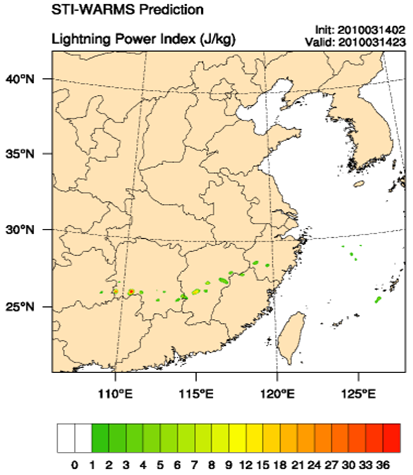 STI-WARMS Prediction
Init: 2010031402
Lightning Power Index (J/kg)
Valid: 2010031423
40°N
35°N
30°N
25°N
110°E 115°E 120°E 125°E
0 1 2 3 4 5 6 7 8 9 12 15 18 21 24 27 30 33 36